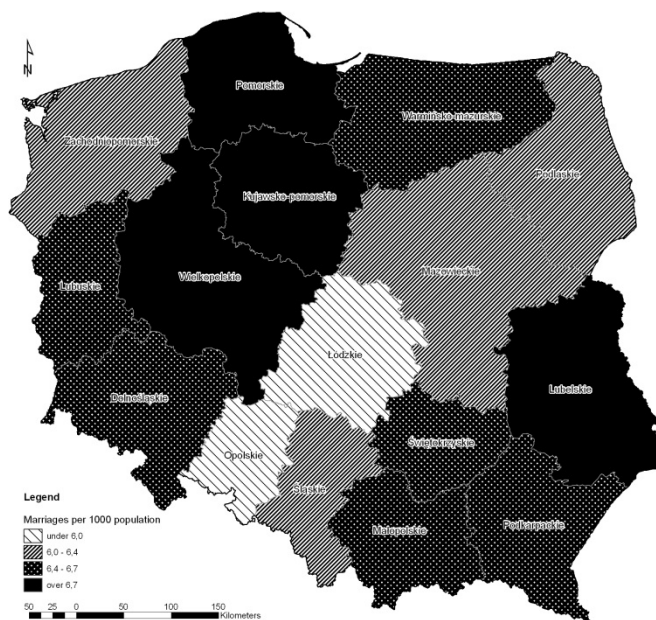 N
Pomorskie
Warmińsko-mazurskie
Zachodniopomorskie
Podlaskie
Kujawsko-pomorskie
Mazowieckie
Wielkopolskie
Lubuskie
Łódzkie
Lubelskie
Dolnośląskie
Świętokrzyskie
Opolskie
Śląskie
Małopolskie
Podkarpackie
Legend
Marriages per 1000 population
under 6,0
6,0 - 6,4
6,4 - 6,7
over 6,7
50 25 0 50 100 150
Kilometers